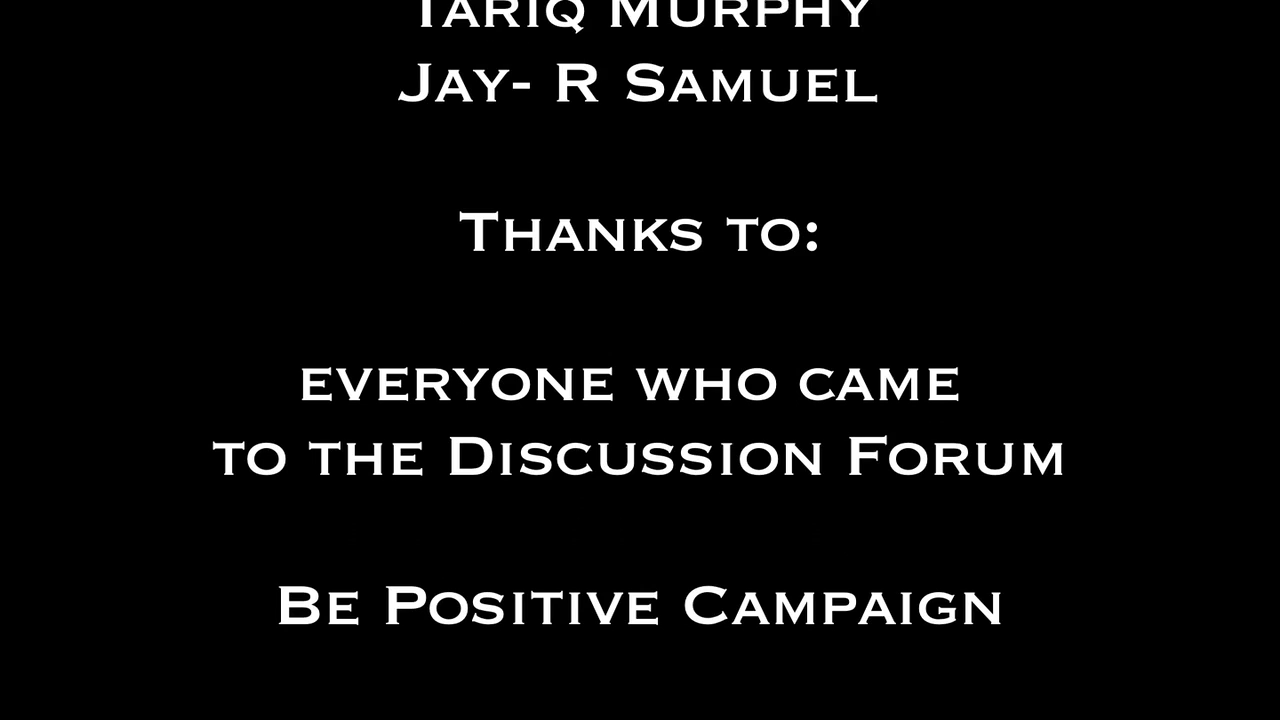 Tariq Murphy
Jay- R Samuel
Thanks to:
everyone who came
to the Discussion Forum
Be Positive Campaign